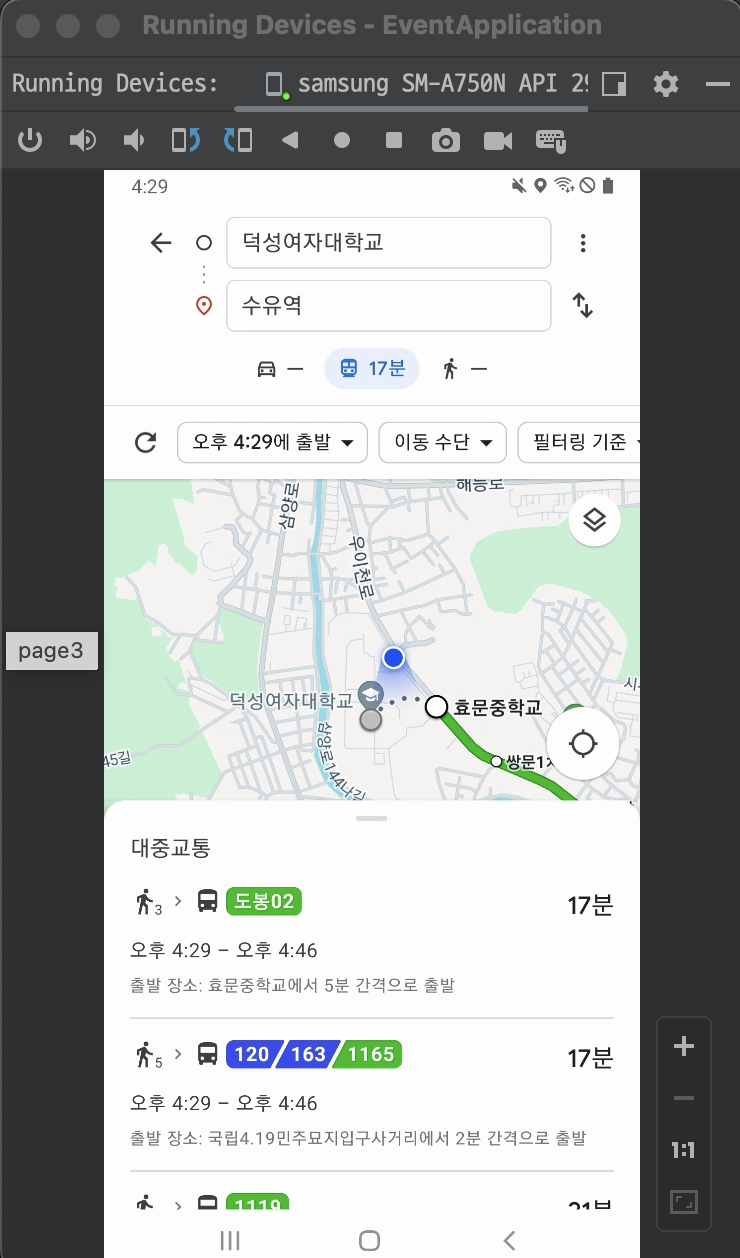 Running Devices - EventApplication
Running Devices: samsung SM-A750N API 29
4:29
덕성여자대학교
수유역
17분
오후 4:29에 출발 이동 수단 필터링 기준
해등로
삼양로
우이천로
덕성여자대학교
효문중학교
쌍문1
45길
삼양로144나길
page3
대중교통
3 도봉02 17분
오후 4:29 – 오후 4:46
출발 장소: 효문중학교에서 5분 간격으로 출발
5 120 163 1165 17분
오후 4:29 – 오후 4:46
출발 장소: 국립4.19민주묘지입구사거리에서 2분 간격으로 출발
1119 21분
1:1